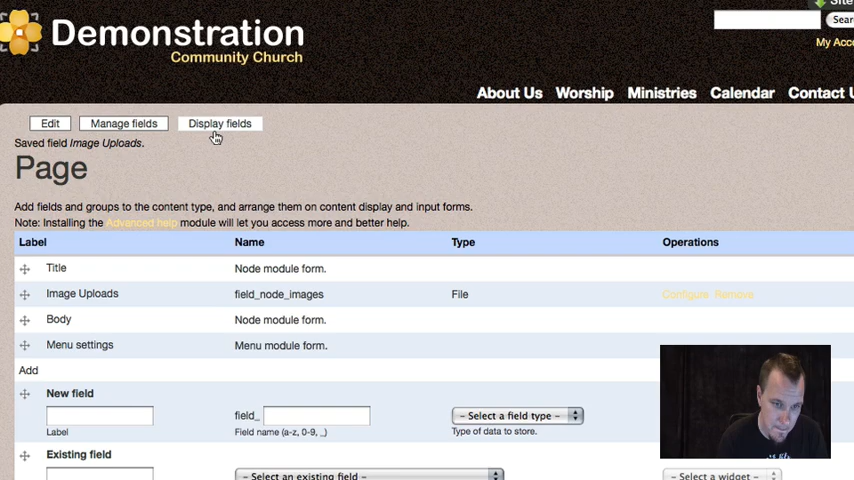 Demonstration
Community Church
Site
Sear
My Acco
About Us Worship Ministries Calendar Contact U
Edit Manage fields Display fields
Saved field Image Uploads.
Page
Add fields and groups to the content type, and arrange them on content display and input forms.
Note: Installing the Advanced help module will let you access more and better help.
Label Name Type Operations
Title Node module form.
Image Uploads field_node_images File Configure Remove
Body Node module form.
Menu settings Menu module form.
Add
New field
field_ - Select a field type -
Label Field name (a-z, 0-9, _) Type of data to store.
Existing field
- Select an existing field - - Select a widget -